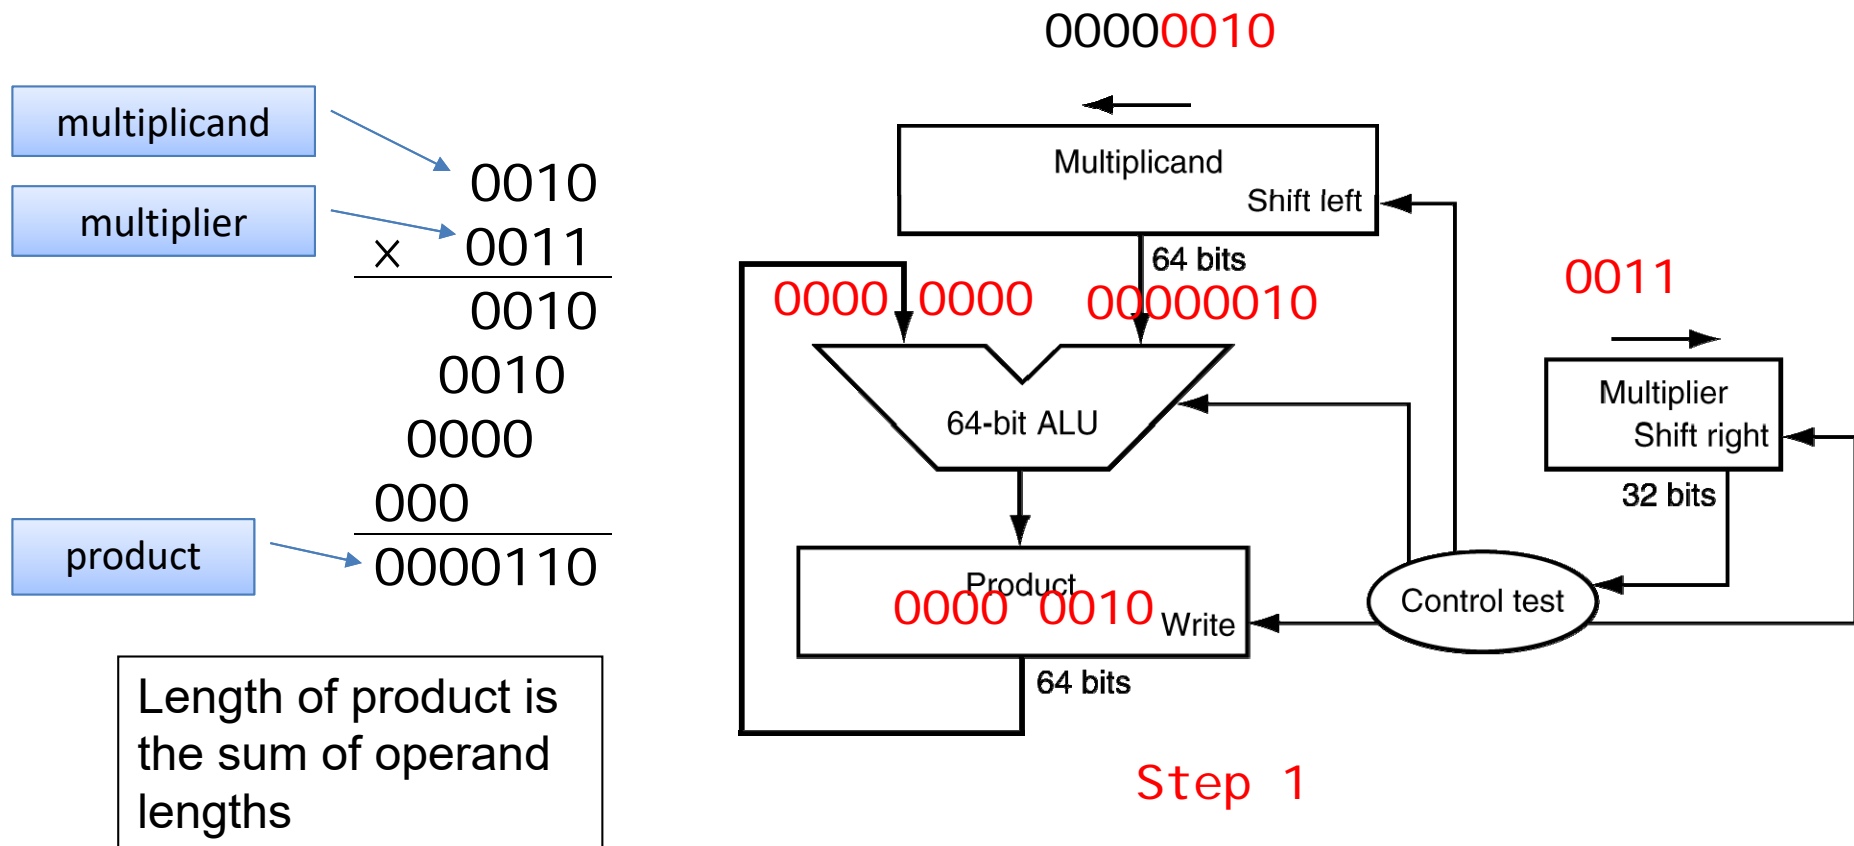 multiplicand
multiplier
0010
x 0011
0010
0010
0000
000
product
0000110
Length of product is
the sum of operand
lengths
00000010
Multiplicand
Shift left
64 bits
0000 0000
00000010
64-bit ALU
0011
Multiplier
Shift right
32 bits
Product
0000 0010
Write
64 bits
Control test
Step 1